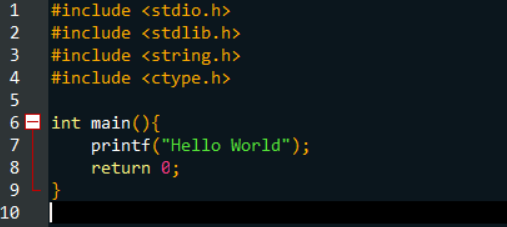 1 #include <stdio.h>
2 #include <stdlib.h>
3 #include <string.h>
4 #include <ctype.h>
5
6 int main(){
7     printf("Hello World");
8     return 0;
9 }
10